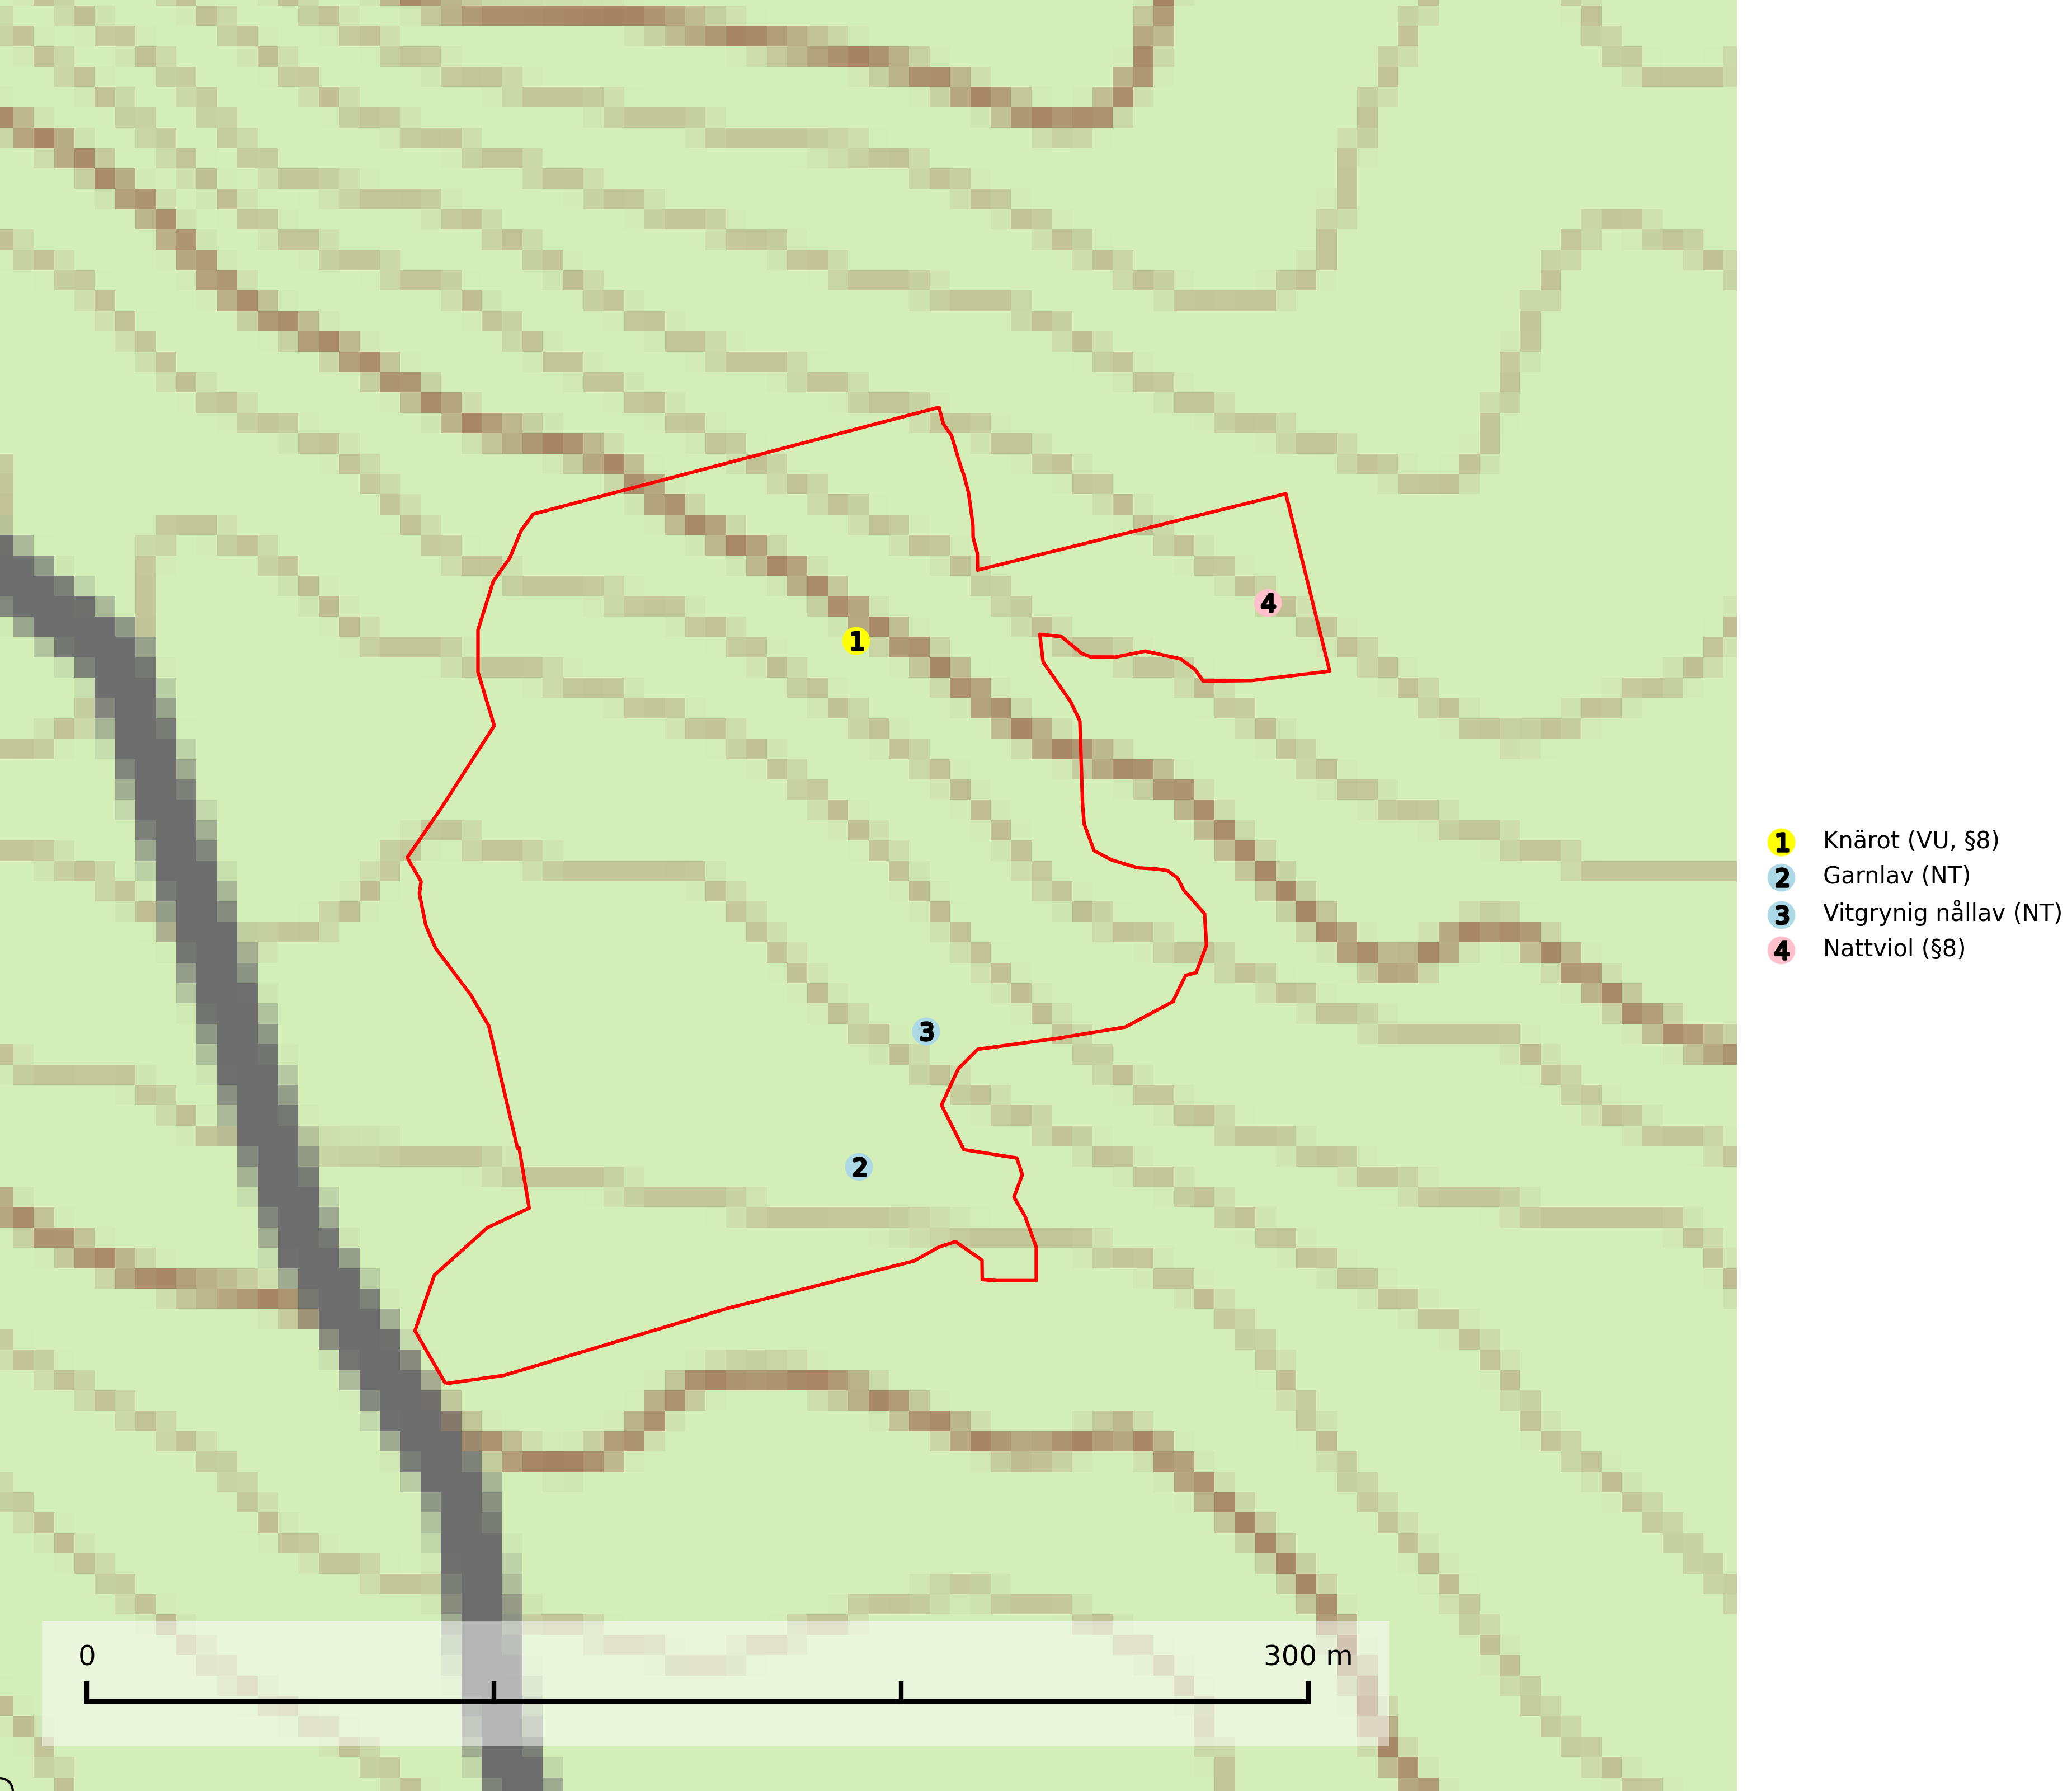 1
4
3
2
0 300 m
1 Knärot (VU, §8)
2 Garnlav (NT)
3 Vitgrynig nållav (NT)
4 Nattviol (§8)